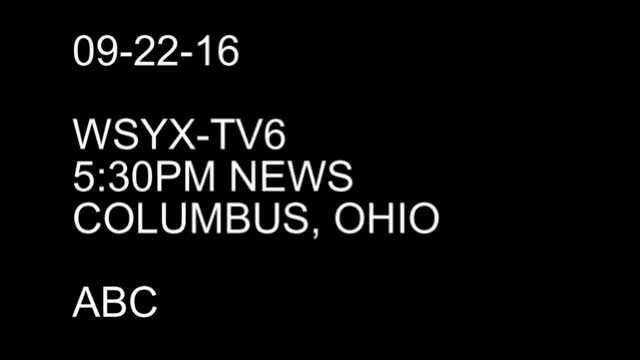 09-22-16
WSYX-TV6
5:30PM NEWS
COLUMBUS, OHIO
ABC